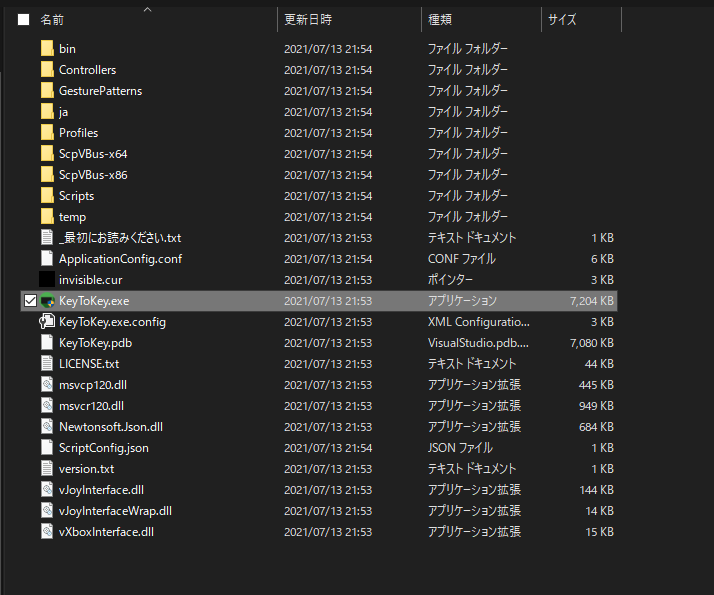 名前 更新日時 種類 サイズ
bin 2021/07/13 21:54 ファイル フォルダー
Controllers 2021/07/13 21:54 ファイル フォルダー
GesturePatterns 2021/07/13 21:54 ファイル フォルダー
ja 2021/07/13 21:54 ファイル フォルダー
Profiles 2021/07/13 21:54 ファイル フォルダー
ScpVBus-x64 2021/07/13 21:54 ファイル フォルダー
ScpVBus-x86 2021/07/13 21:54 ファイル フォルダー
Scripts 2021/07/13 21:54 ファイル フォルダー
temp 2021/07/13 21:54 ファイル フォルダー
_最初にお読みください.txt 2021/07/13 21:53 テキスト ドキュメント 1 KB
ApplicationConfig.conf 2021/07/13 21:54 CONF ファイル 6 KB
invisible.cur 2021/07/13 21:53 ポインター 3 KB
KeyToKey.exe 2021/07/13 21:53 アプリケーション 7,204 KB
KeyToKey.exe.config 2021/07/13 21:53 XML Configuratio... 3 KB
KeyToKey.pdb 2021/07/13 21:53 VisualStudio.pdb.... 7,080 KB
LICENSE.txt 2021/07/13 21:53 テキスト ドキュメント 44 KB
msvcp120.dll 2021/07/13 21:53 アプリケーション拡張 445 KB
msvcr120.dll 2021/07/13 21:53 アプリケーション拡張 949 KB
Newtonsoft.Json.dll 2021/07/13 21:53 アプリケーション拡張 684 KB
ScriptConfig.json 2021/07/13 21:54 JSON ファイル 1 KB
version.txt 2021/07/13 21:53 テキスト ドキュメント 1 KB
vJoyInterface.dll 2021/07/13 21:53 アプリケーション拡張 144 KB
vJoyInterfaceWrap.dll 2021/07/13 21:53 アプリケーション拡張 14 KB
vXboxInterface.dll 2021/07/13 21:53 アプリケーション拡張 15 KB